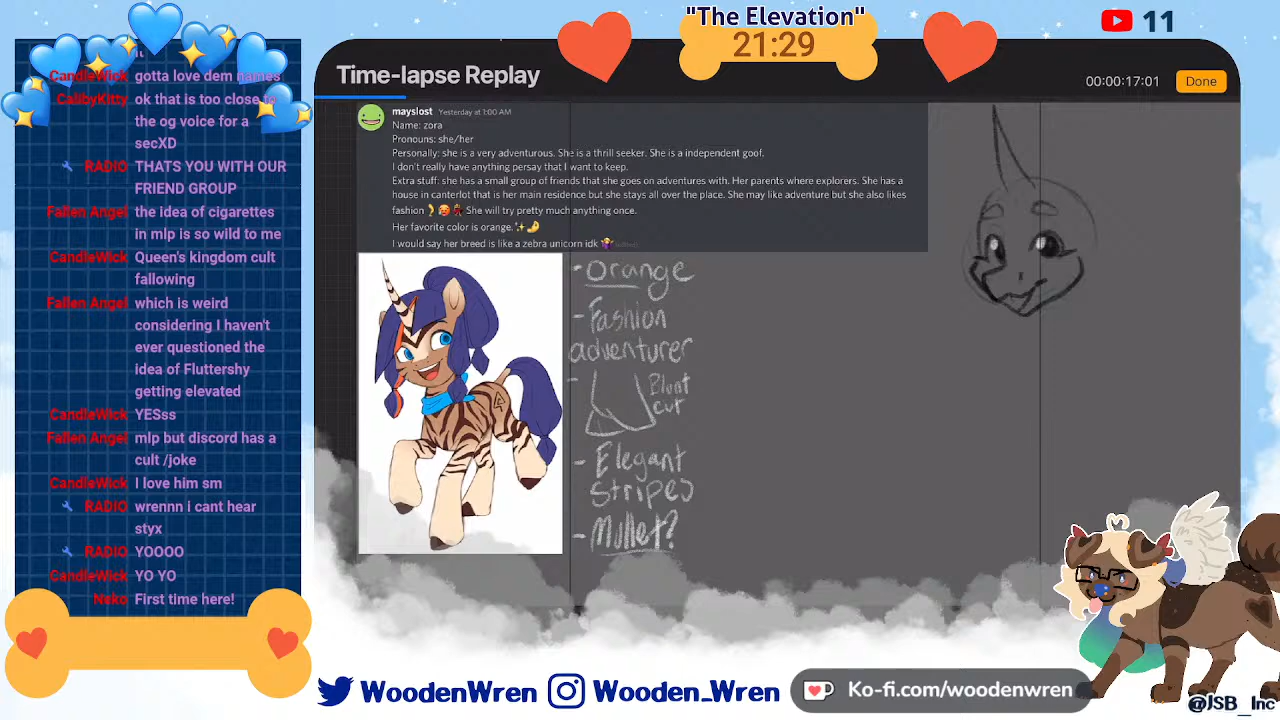 "The Elevation"
21:29
11
CandleWick gotta love dem names
CalibyKitty ok that is too close to
the og voice for a
secXD
RADIO THATS YOU WITH OUR
FRIEND GROUP
Fallen Angel the idea of cigarettes
in mlp is so wild to me
CandleWick Queen's kingdom cult
fallowing
Fallen Angel which is weird
considering I haven't
ever questioned the
idea of Fluttershy
getting elevated
CandleWick YESss
Fallen Angel mlp but discord has a
cult /joke
CandleWick I love him sm
RADIO wrennn i cant hear
styx
RADIO YOOOO
CandleWick YO YO
Neko First time here!
Time-lapse Replay
00:00:17:01
Done
mayslost Yesterday at 1:00 AM
Name: zora
Pronouns: she/her
Personally: she is a very adventurous. She is a thrill seeker. She is a independent goof.
I don't really have anything persay that I want to keep.
Extra stuff: she has a small group of friends that she goes on adventures with. Her parents where explorers. She has a
house in canterlot that is her main residence but she stays all over the place. She may like adventure but she also likes
fashion 💃🥵💃🏿 She will try pretty much anything once.
Her favorite color is orange.✨🤌
I would say her breed is like a zebra unicorn idk 🤷‍♀️
- Orange
- Fashion
adventurer
- Blunt
cut
- Elegant
Stripes
- Mullet?
WoodenWren
Wooden_Wren
Ko-fi.com/woodenwren
@JSB_Inc